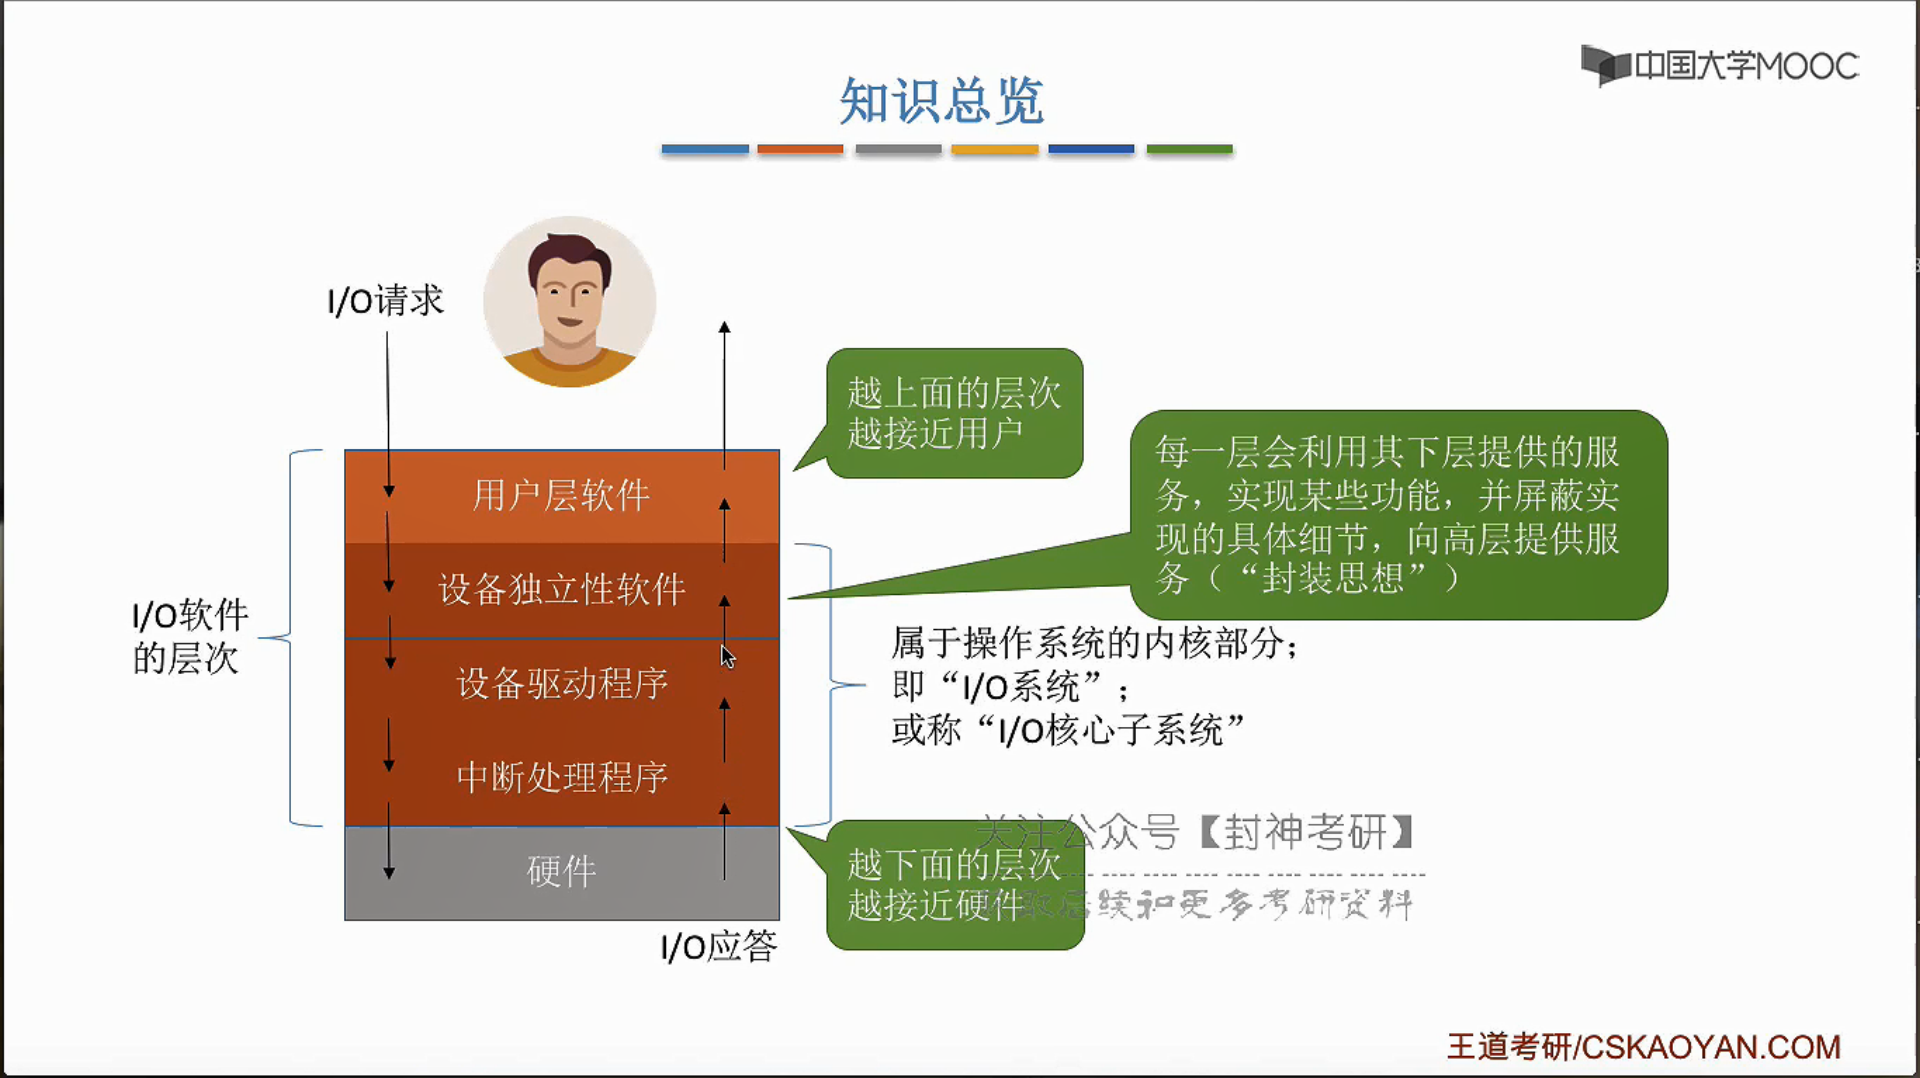 中国大学MOOC
知识总览
I/O请求
越上面的层次
越接近用户
每一层会利用其下层提供的服
务，实现某些功能，并屏蔽实
现的具体细节，向高层提供服
务（“封装思想”）
用户层软件
设备独立性软件
设备驱动程序
中断处理程序
硬件
I/O软件
的层次
属于操作系统的内核部分；
即“I/O系统”；
或称“I/O核心子系统”
关注公众号【封神考研】
越下面的层次
越接近硬件
后续和更多考研资料
I/O应答
王道考研/CSKAOYAN.COM